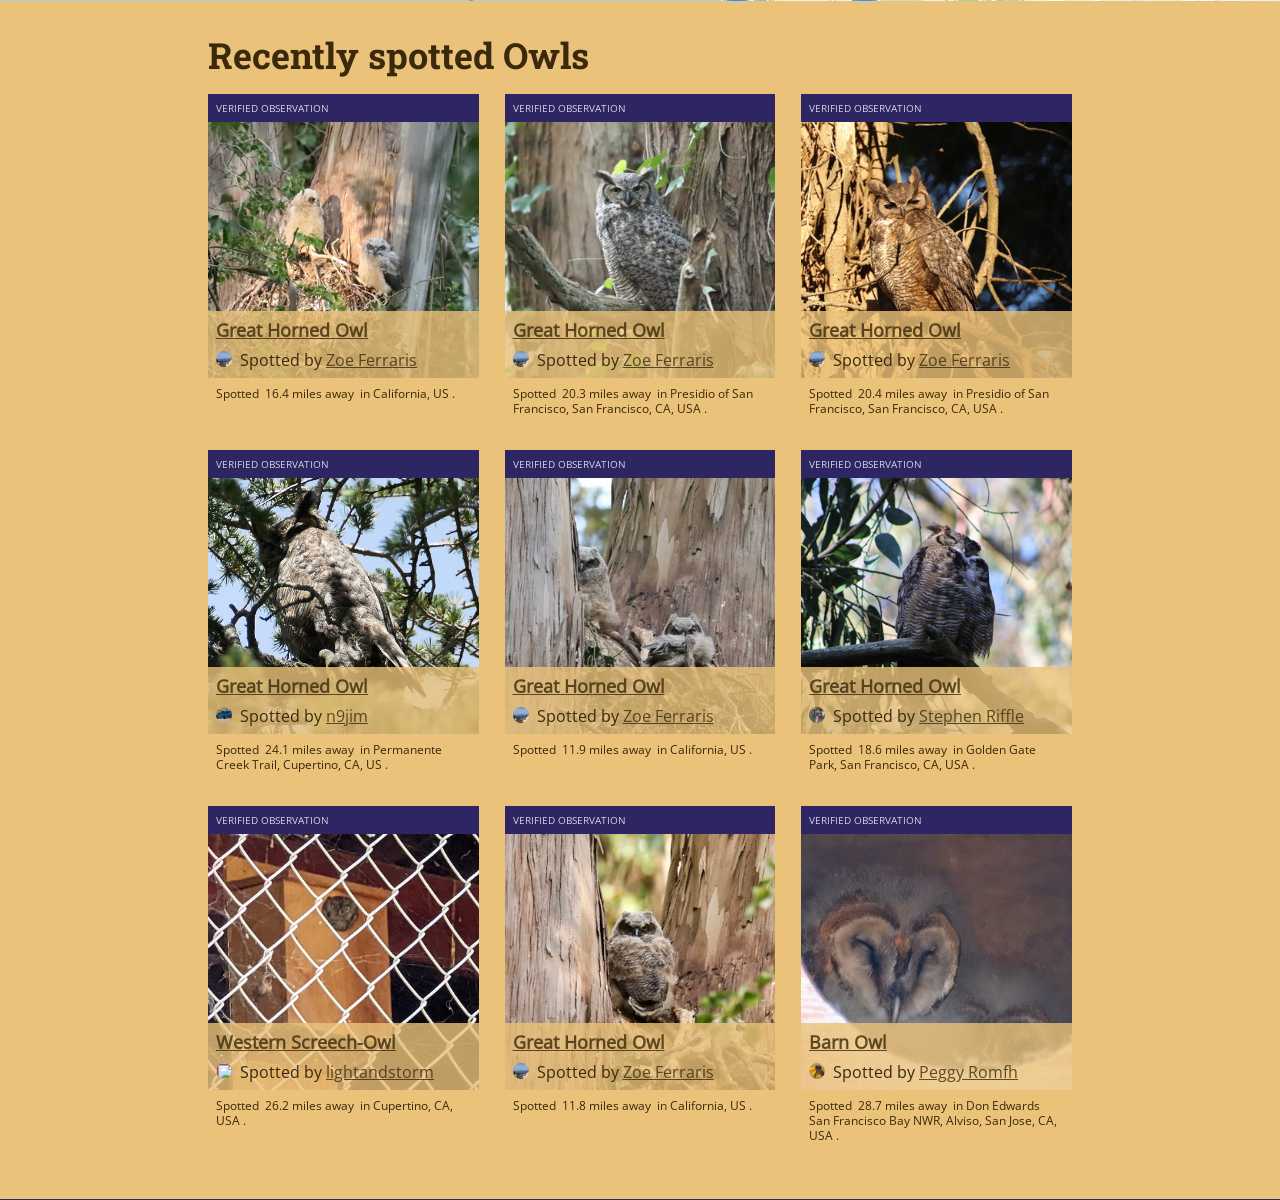 Recently spotted Owls
VERIFIED OBSERVATION
Great Horned Owl
Spotted by Zoe Ferraris
Spotted 16.4 miles away in California, US .
VERIFIED OBSERVATION
Great Horned Owl
Spotted by Zoe Ferraris
Spotted 20.3 miles away in Presidio of San
Francisco, San Francisco, CA, USA .
VERIFIED OBSERVATION
Great Horned Owl
Spotted by Zoe Ferraris
Spotted 20.4 miles away in Presidio of San
Francisco, San Francisco, CA, USA .
VERIFIED OBSERVATION
Great Horned Owl
Spotted by n9jim
Spotted 24.1 miles away in Permanente
Creek Trail, Cupertino, CA, US .
VERIFIED OBSERVATION
Great Horned Owl
Spotted by Zoe Ferraris
Spotted 11.9 miles away in California, US .
VERIFIED OBSERVATION
Great Horned Owl
Spotted by Stephen Riffle
Spotted 18.6 miles away in Golden Gate
Park, San Francisco, CA, USA .
VERIFIED OBSERVATION
Western Screech-Owl
Spotted by lightandstorm
Spotted 26.2 miles away in Cupertino, CA,
USA .
VERIFIED OBSERVATION
Great Horned Owl
Spotted by Zoe Ferraris
Spotted 11.8 miles away in California, US .
VERIFIED OBSERVATION
Barn Owl
Spotted by Peggy Romfh
Spotted 28.7 miles away in Don Edwards
San Francisco Bay NWR, Alviso, San Jose, CA,
USA .